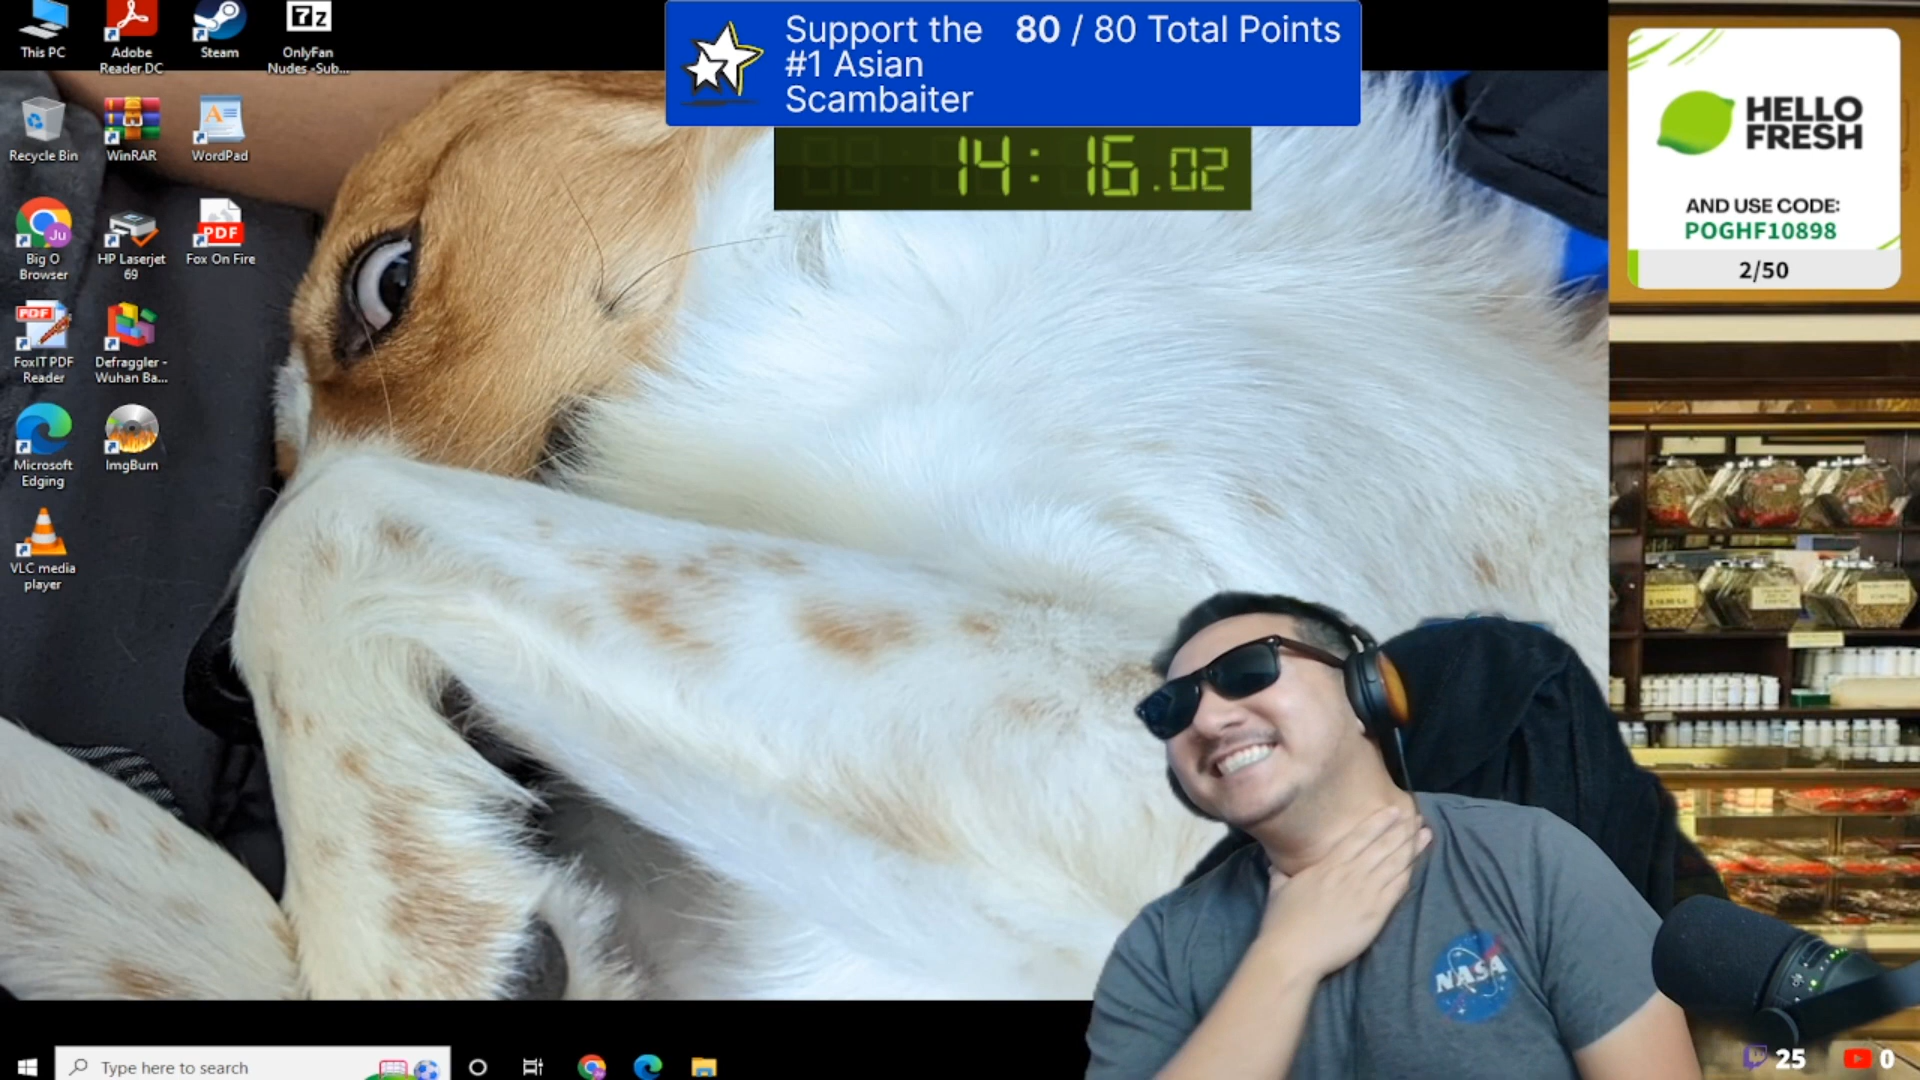 This PC
Adobe
Reader DC
Steam
7z
OnlyFan
Nudes -Sub...
Recycle Bin
WinRAR
WordPad
Ju
Big O
Browser
HP Laserjet
69
PDF
Fox On Fire
PDF
FoxIT PDF
Reader
Defraggler -
Wuhan Ba...
Microsoft
Edging
ImgBurn
VLC media
player
Support the
#1 Asian
Scambaiter
80 / 80 Total Points
14: 16.02
HELLO
FRESH
AND USE CODE:
POGHF10898
2/50
NASA
Type here to search
25
0